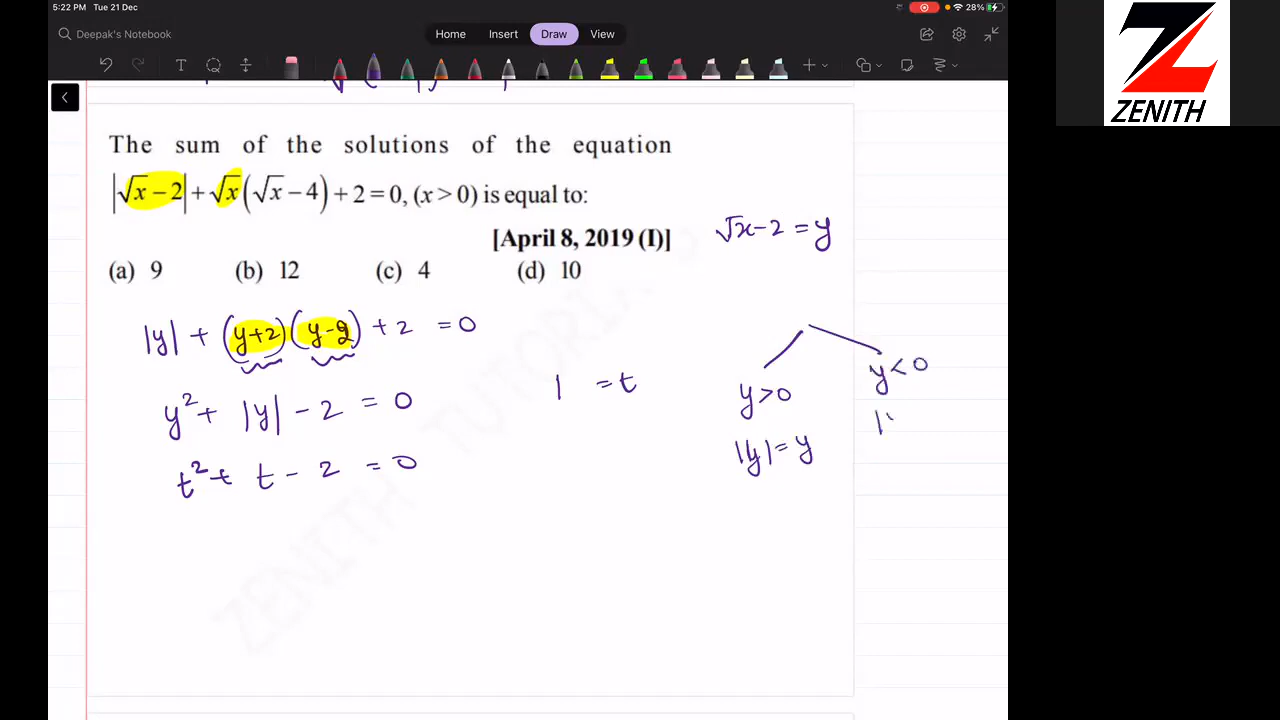 5:22 PM Tue 21 Dec
28%
Deepak's Notebook
Home Insert Draw View
ZENITH
The sum of the solutions of the equation
|√x − 2| + √x(√x − 4) + 2 = 0, (x > 0) is equal to:
[April 8, 2019 (I)]
(a) 9 (b) 12 (c) 4 (d) 10
√x-2 = y
|y| + (y+2)(y-2) + 2 = 0
y² + |y| - 2 = 0
| = t
y>0
y<0
|y| = y
t² + t - 2 = 0
ZENITH TUTORIALS